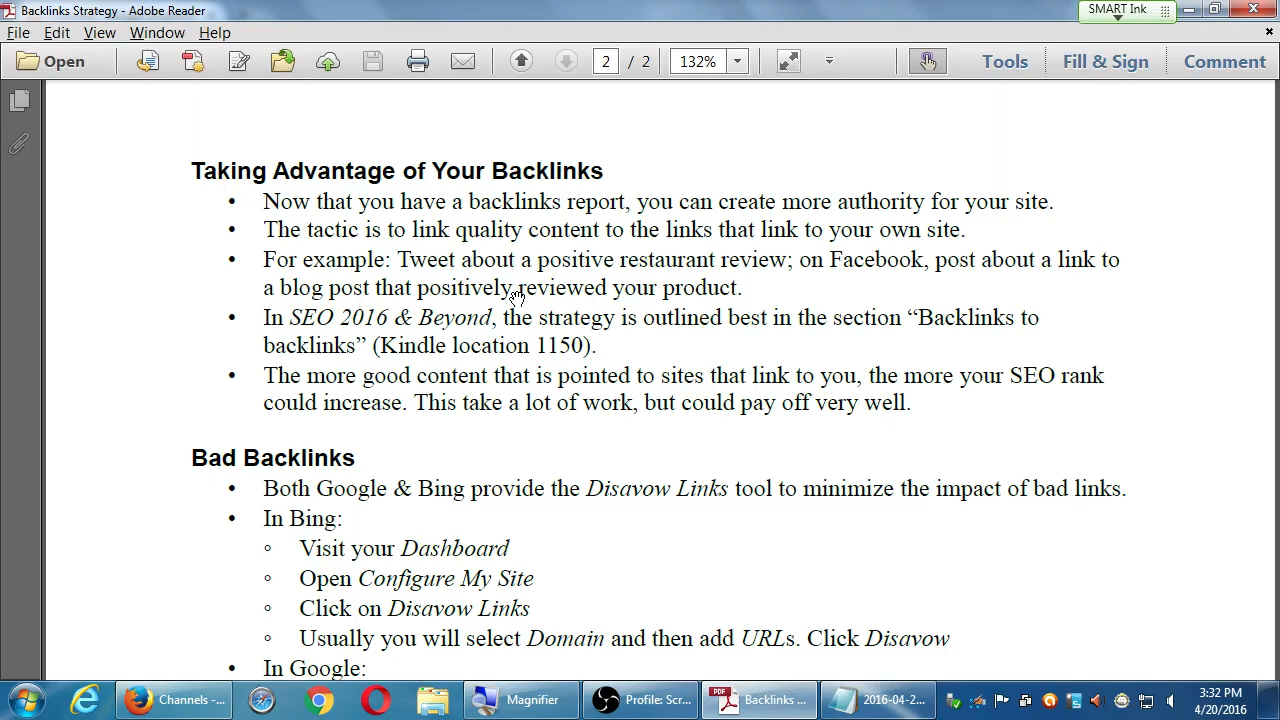 Backlinks Strategy - Adobe Reader
SMART Ink
File Edit View Window Help
Open
2 / 2
132%
Tools
Fill & Sign
Comment
Taking Advantage of Your Backlinks
• Now that you have a backlinks report, you can create more authority for your site.
• The tactic is to link quality content to the links that link to your own site.
• For example: Tweet about a positive restaurant review; on Facebook, post about a link to
a blog post that positively reviewed your product.
• In SEO 2016 & Beyond, the strategy is outlined best in the section “Backlinks to
backlinks” (Kindle location 1150).
• The more good content that is pointed to sites that link to you, the more your SEO rank
could increase. This take a lot of work, but could pay off very well.
Bad Backlinks
• Both Google & Bing provide the Disavow Links tool to minimize the impact of bad links.
• In Bing:
◦ Visit your Dashboard
◦ Open Configure My Site
◦ Click on Disavow Links
◦ Usually you will select Domain and then add URLs. Click Disavow
• In Google:
Channels -...
Magnifier
Profile: Scr...
PDF
Backlinks ...
2016-04-2...
3:32 PM
4/20/2016